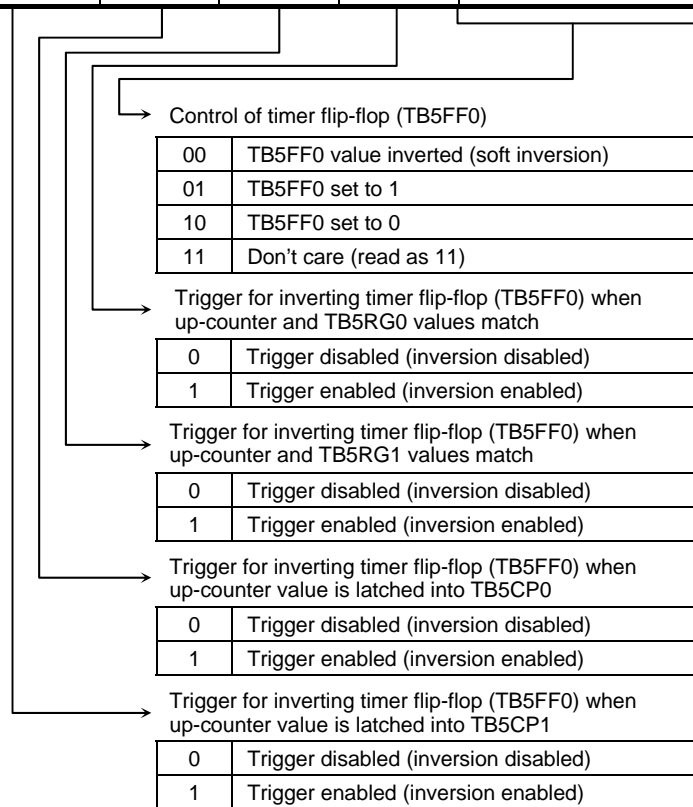 Control of timer flip-flop (TB5FF0)
00 TB5FF0 value inverted (soft inversion)
01 TB5FF0 set to 1
10 TB5FF0 set to 0
11 Don't care (read as 11)
Trigger for inverting timer flip-flop (TB5FF0) when
up-counter and TB5RG0 values match
0 Trigger disabled (inversion disabled)
1 Trigger enabled (inversion enabled)
Trigger for inverting timer flip-flop (TB5FF0) when
up-counter and TB5RG1 values match
0 Trigger disabled (inversion disabled)
1 Trigger enabled (inversion enabled)
Trigger for inverting timer flip-flop (TB5FF0) when
up-counter value is latched into TB5CP0
0 Trigger disabled (inversion disabled)
1 Trigger enabled (inversion enabled)
Trigger for inverting timer flip-flop (TB5FF0) when
up-counter value is latched into TB5CP1
0 Trigger disabled (inversion disabled)
1 Trigger enabled (inversion enabled)